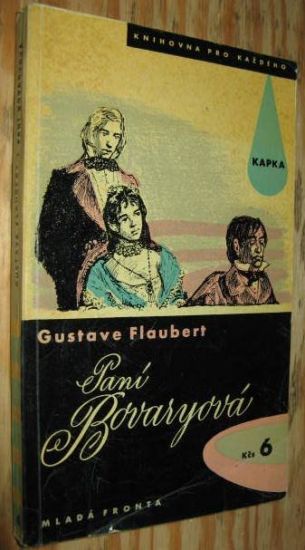 KNIHOVNA PRO KAŽDÉHO
KAPKA
Gustave Flaubert
Paní
Bovaryová
Kčs 6
MLADÁ FRONTA